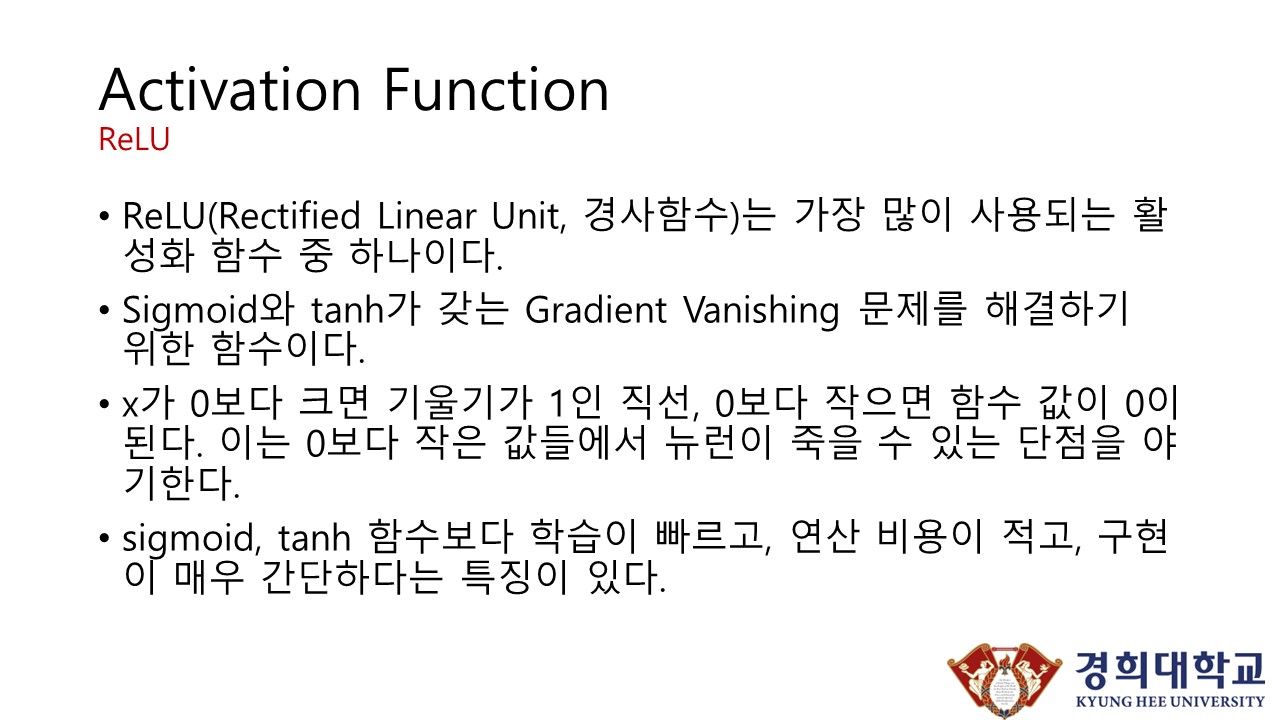 Activation Function
ReLU
• ReLU(Rectified Linear Unit, 경사함수)는 가장 많이 사용되는 활
성화 함수 중 하나이다.
• Sigmoid와 tanh가 갖는 Gradient Vanishing 문제를 해결하기
위한 함수이다.
• x가 0보다 크면 기울기가 1인 직선, 0보다 작으면 함수 값이 0이
된다. 이는 0보다 작은 값들에서 뉴런이 죽을 수 있는 단점을 야
기한다.
• sigmoid, tanh 함수보다 학습이 빠르고, 연산 비용이 적고, 구현
이 매우 간단하다는 특징이 있다.
경희대학교
KYUNG HEE UNIVERSITY